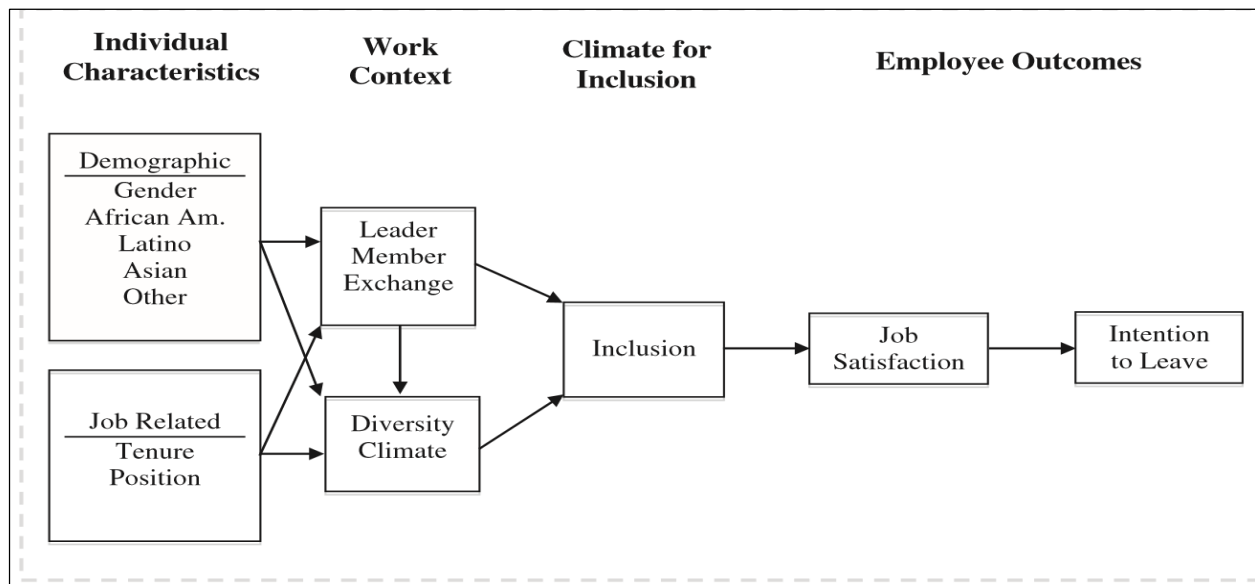 Individual
Characteristics
Work
Context
Climate for
Inclusion
Employee Outcomes
Demographic
Gender
African Am.
Latino
Asian
Other
Job Related
Tenure
Position
Leader
Member
Exchange
Diversity
Climate
Inclusion
Job
Satisfaction
Intention
to Leave